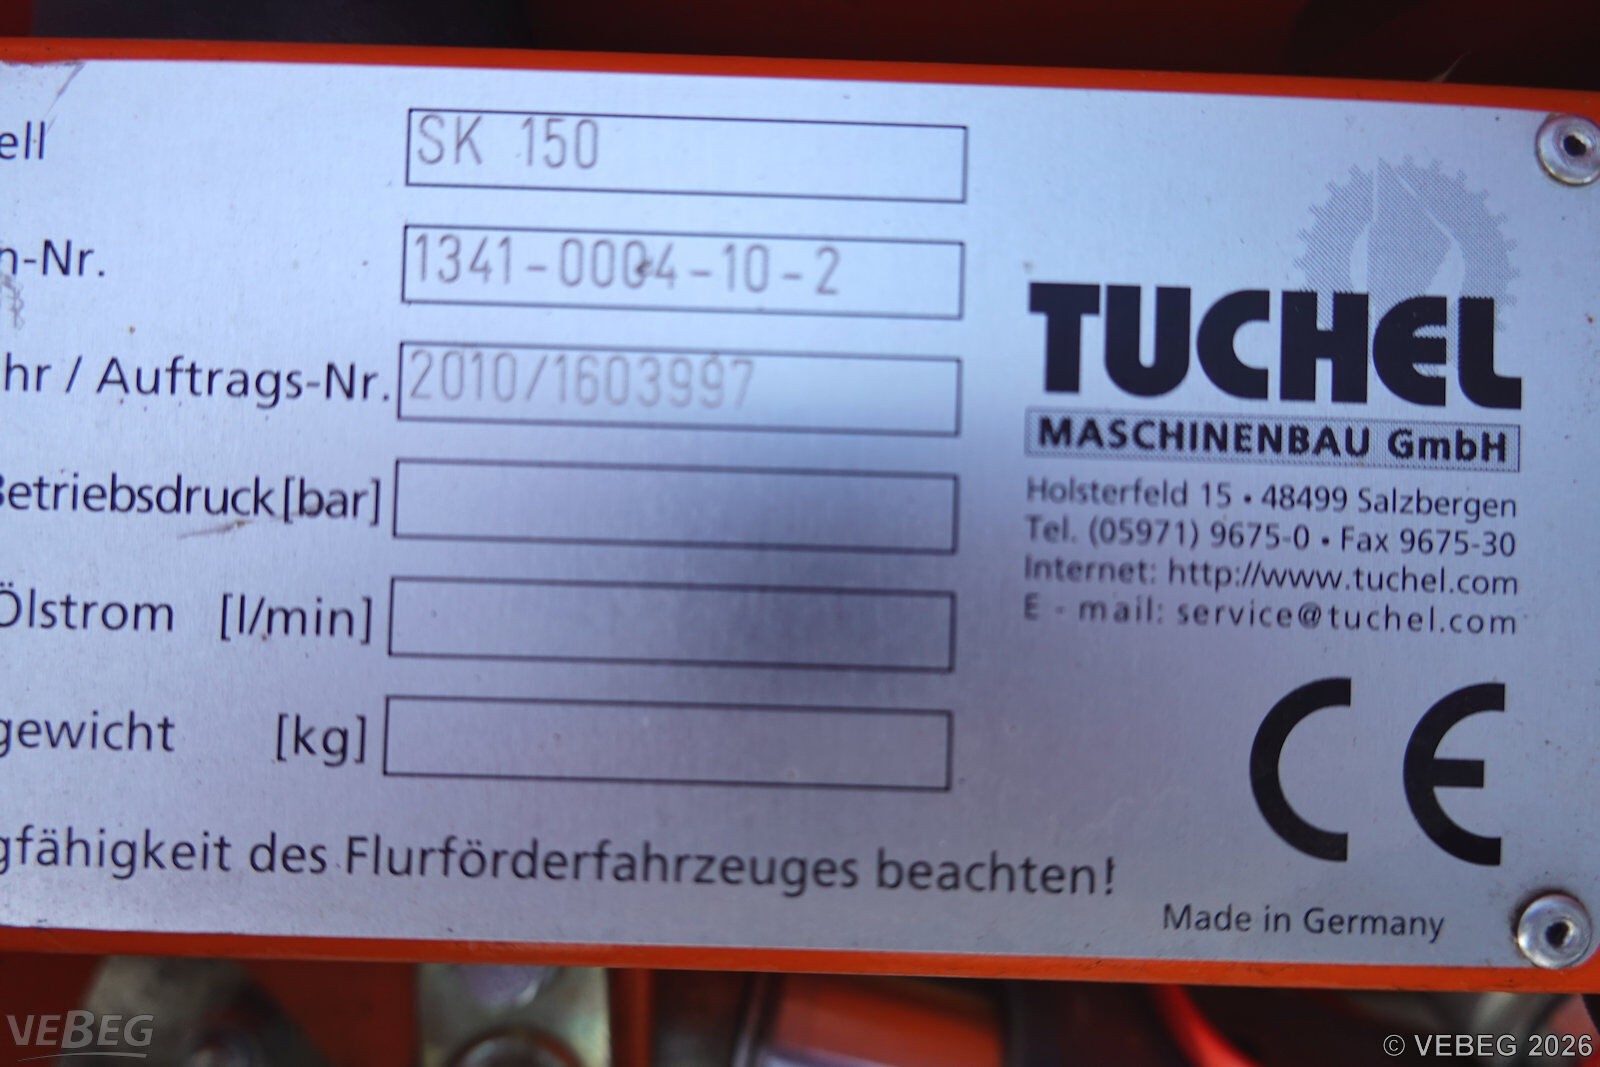 ell SK 150
n-Nr. 1341-0004-10-2
hr / Auftrags-Nr. 2010/1603997
Betriebsdruck [bar]
Ölstrom [l/min]
gewicht [kg]
gfähigkeit des Flurförderfahrzeuges beachten!
TUCHEL
MASCHINENBAU GmbH
Holsterfeld 15 • 48499 Salzbergen
Tel. (05971) 9675-0 • Fax 9675-30
Internet: http://www.tuchel.com
E - mail: service@tuchel.com
CE
Made in Germany
VEBEG
© VEBEG 2026